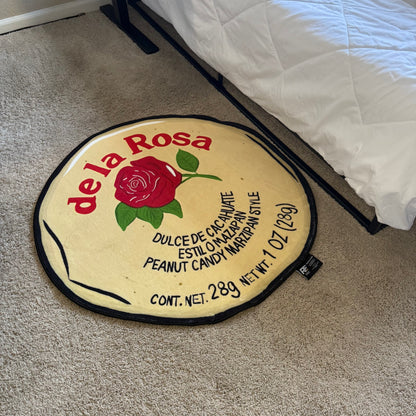 de la Rosa
DULCE DE CACAHUATE
ESTILO MAZAPAN
PEANUT CANDY MARZIPAN STYLE
CONT. NET. 28g NET WT. 1 OZ (28g)